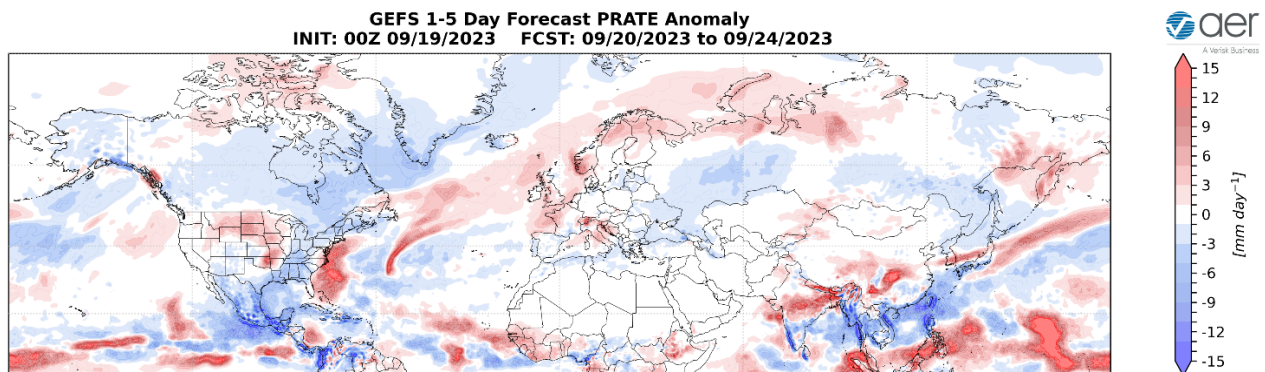 GEFS 1-5 Day Forecast PRATE Anomaly
INIT: 00Z 09/19/2023    FCST: 09/20/2023 to 09/24/2023
aer
A Verisk Business
15
12
9
6
3
0
-3
-6
-9
-12
-15
[mm day⁻¹]